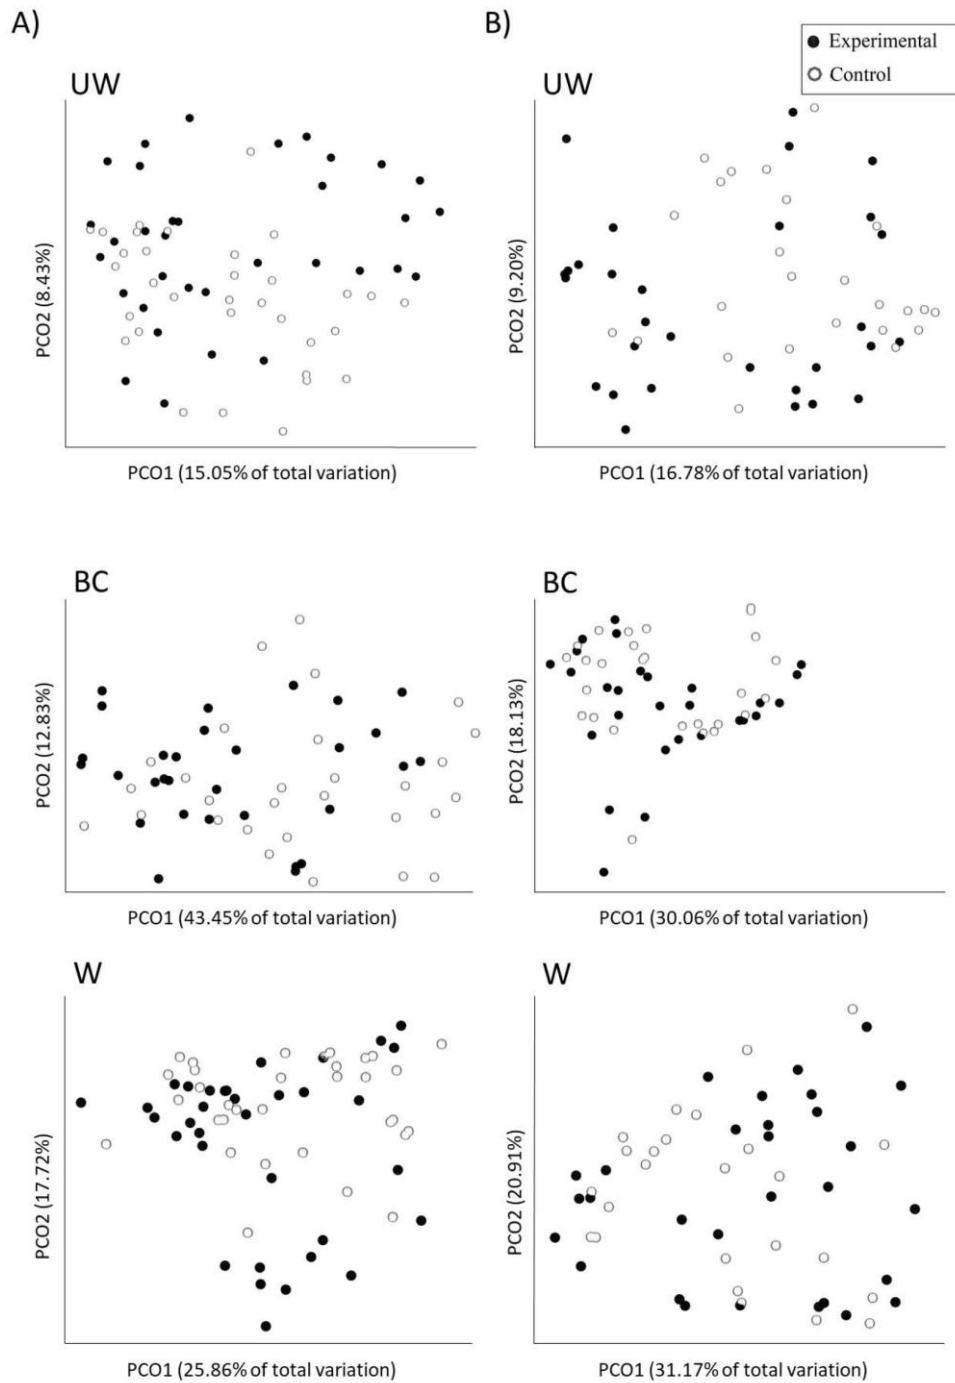 A)
B)
Experimental
Control
UW
UW
PCO2 (8.43%)
PCO2 (9.20%)
PCO1 (15.05% of total variation)
PCO1 (16.78% of total variation)
BC
BC
PCO2 (12.83%)
PCO2 (18.13%)
PCO1 (43.45% of total variation)
PCO1 (30.06% of total variation)
W
W
PCO2 (17.72%)
PCO2 (20.91%)
PCO1 (25.86% of total variation)
PCO1 (31.17% of total variation)